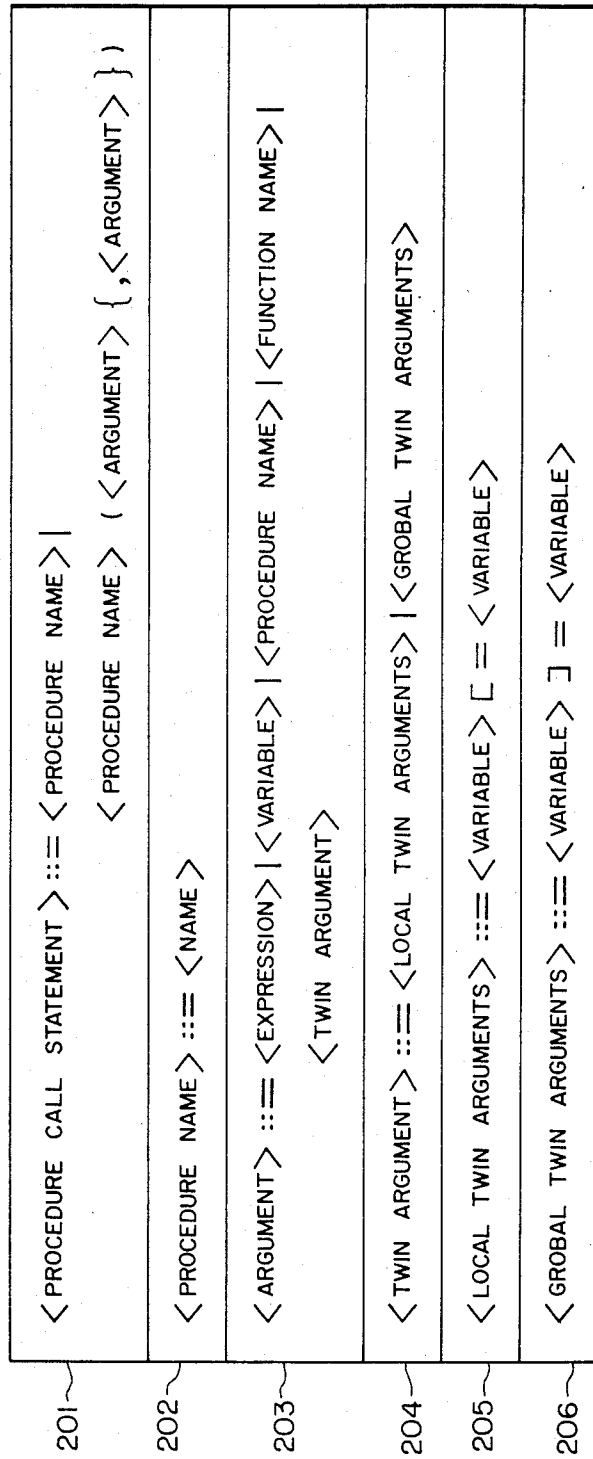 201 <PROCEDURE CALL STATEMENT> ::= <PROCEDURE NAME> |
<PROCEDURE NAME> ( <ARGUMENT> { , <ARGUMENT> } )
202 <PROCEDURE NAME> ::= <NAME>
203 <ARGUMENT> ::= <EXPRESSION> | <VARIABLE> | <PROCEDURE NAME> | <FUNCTION NAME> |
<TWIN ARGUMENT>
204 <TWIN ARGUMENT> ::= <LOCAL TWIN ARGUMENTS> | <GROBAL TWIN ARGUMENTS>
205 <LOCAL TWIN ARGUMENTS> ::= <VARIABLE> [ = <VARIABLE>
206 <GROBAL TWIN ARGUMENTS> ::= <VARIABLE> ] = <VARIABLE>